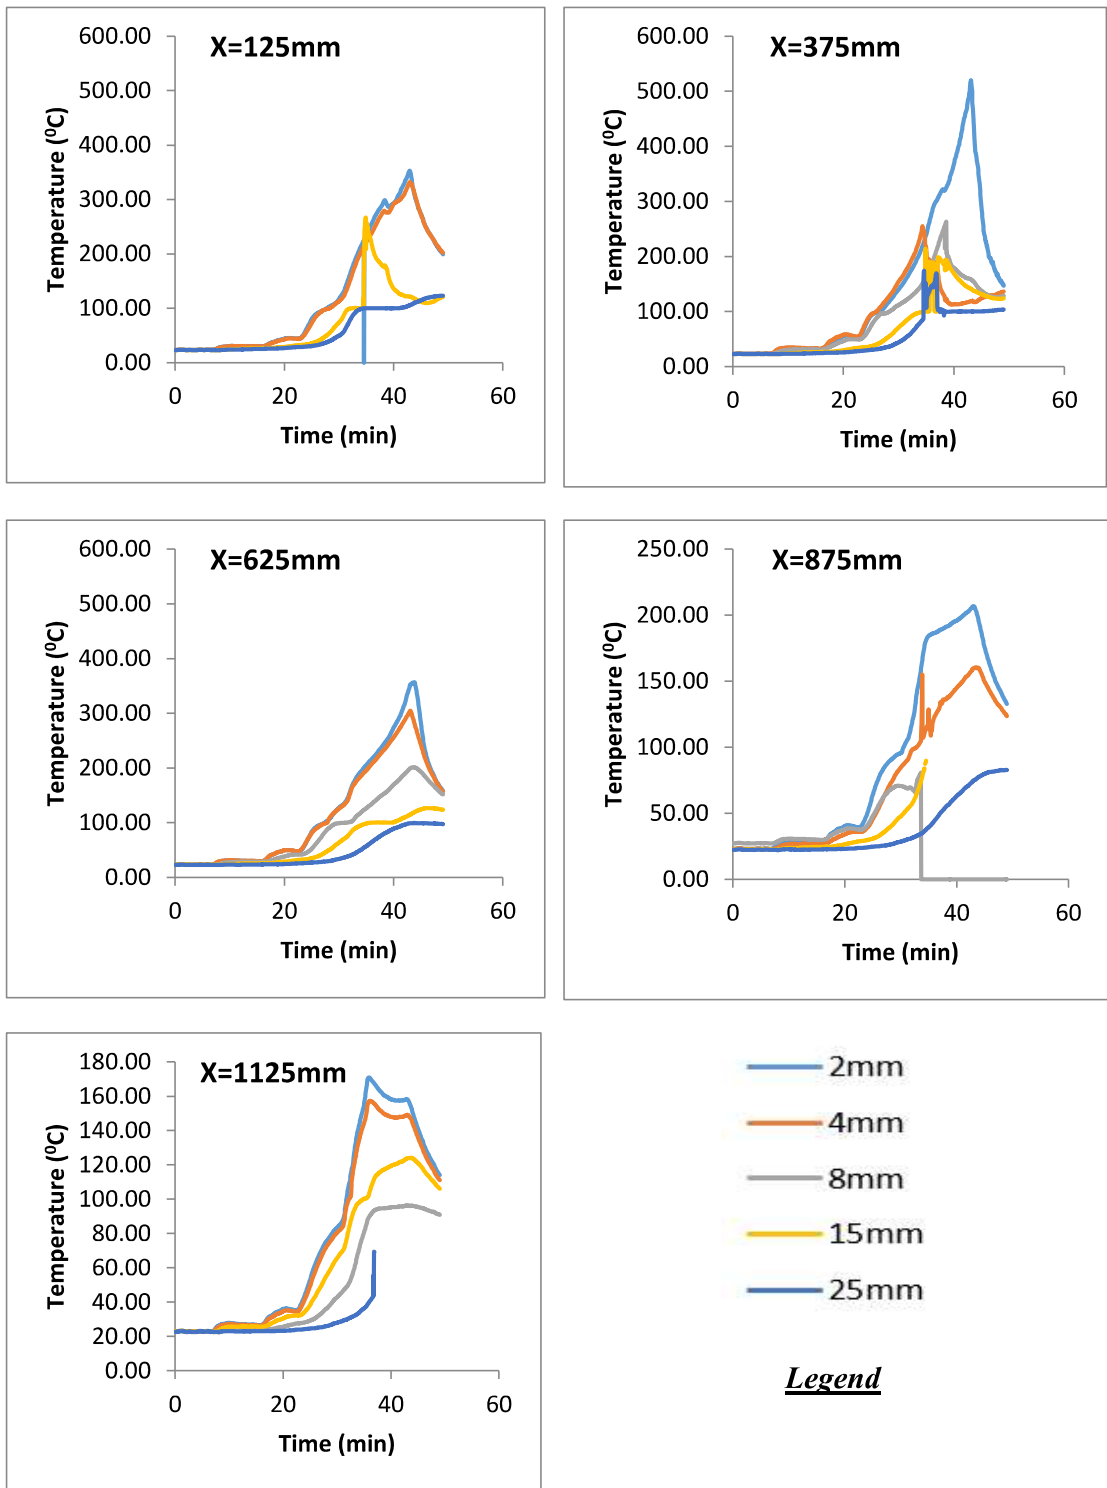 X=125mm
Temperature (⁰C)
600.00
500.00
400.00
300.00
200.00
100.00
0.00
0 20 40 60
Time (min)
X=375mm
Temperature (⁰C)
600.00
500.00
400.00
300.00
200.00
100.00
0.00
0 20 40 60
Time (min)
X=625mm
Temperature (⁰C)
600.00
500.00
400.00
300.00
200.00
100.00
0.00
0 20 40 60
Time (min)
X=875mm
Temperature (⁰C)
250.00
200.00
150.00
100.00
50.00
0.00
0 20 40 60
Time (min)
X=1125mm
Temperature (⁰C)
180.00
160.00
140.00
120.00
100.00
80.00
60.00
40.00
20.00
0.00
0 20 40 60
Time (min)
2mm
4mm
8mm
15mm
25mm
Legend